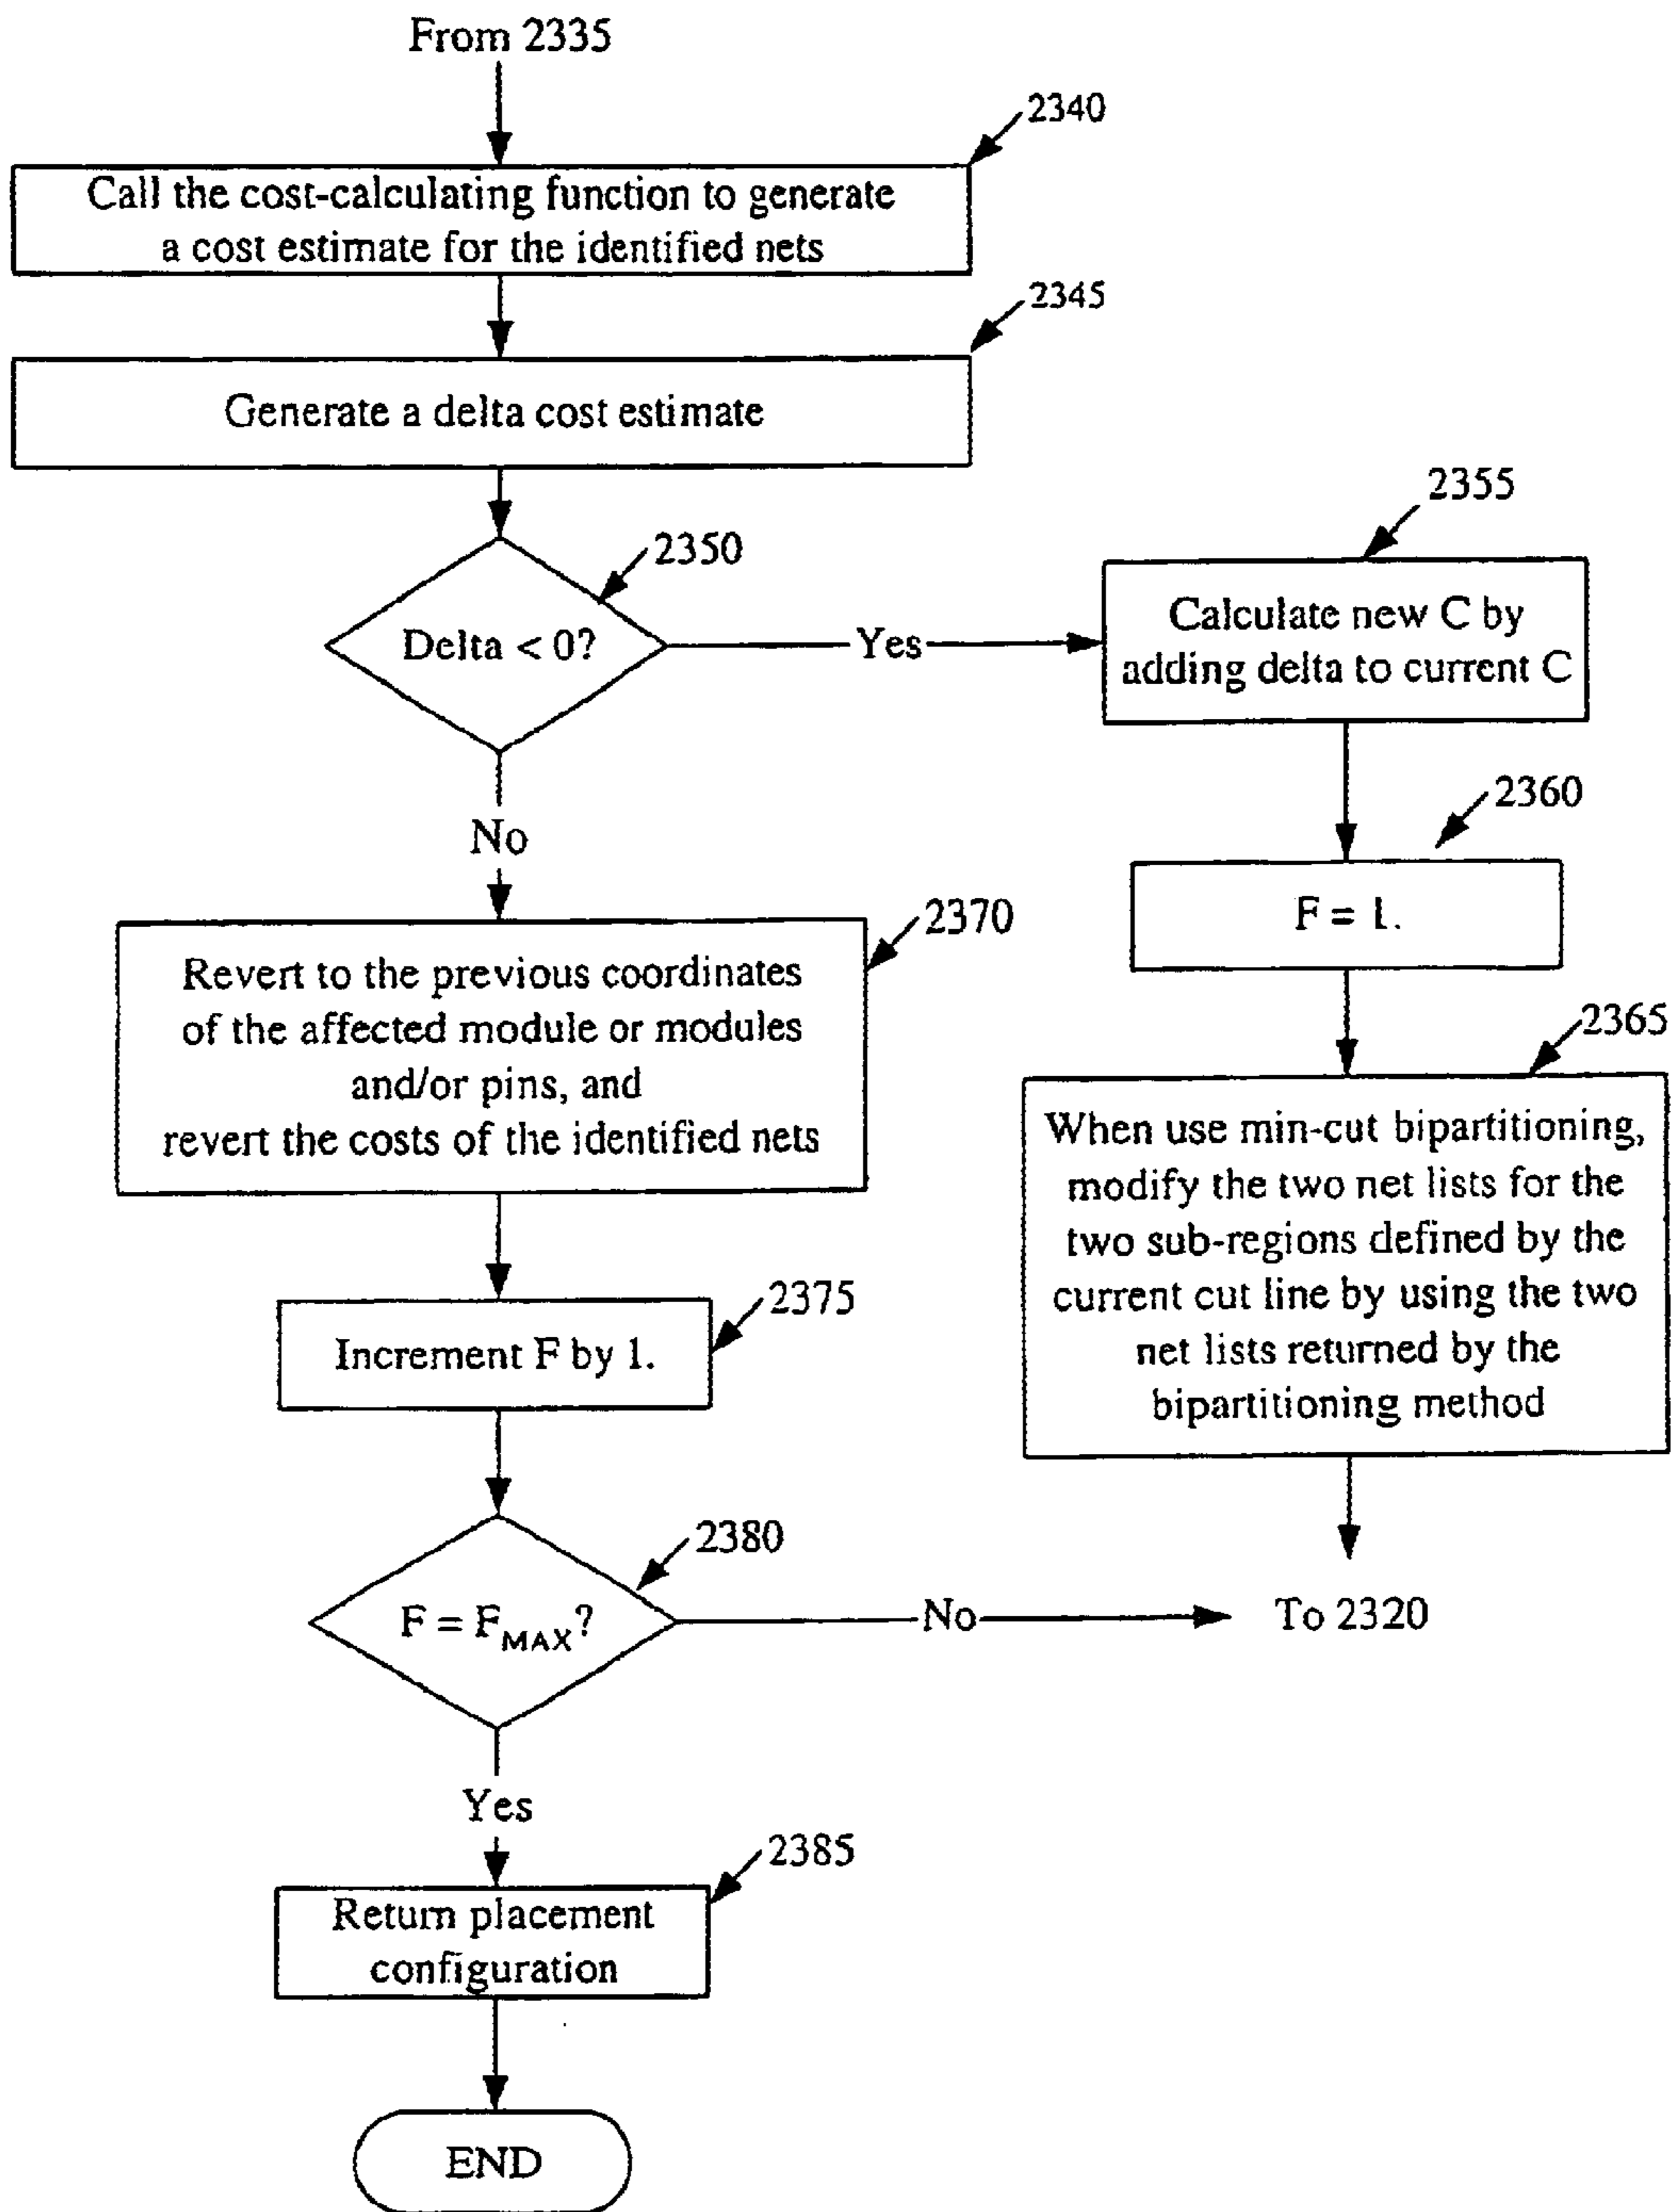 From 2335
2340
Call the cost-calculating function to generate
a cost estimate for the identified nets
2345
Generate a delta cost estimate
2350
Delta < 0?
Yes
2355
Calculate new C by
adding delta to current C
No
2360
F = 1.
2370
Revert to the previous coordinates
of the affected module or modules
and/or pins, and
revert the costs of the identified nets
2365
When use min-cut bipartitioning,
modify the two net lists for the
two sub-regions defined by the
current cut line by using the two
net lists returned by the
bipartitioning method
2375
Increment F by 1.
2380
F = F_MAX?
No
To 2320
Yes
2385
Return placement
configuration
END